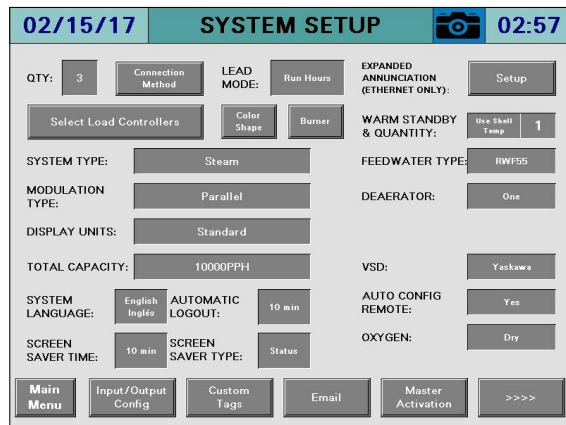 02/15/17 SYSTEM SETUP 02:57
QTY: 3
Connection
Method
LEAD
MODE:
Run Hours
EXPANDED
ANNUNCIATION
(ETHERNET ONLY):
Setup
Select Load Controllers
Color
Shape
Burner
WARM STANDBY
& QUANTITY:
Use Shell
Temp
1
SYSTEM TYPE: Steam
FEEDWATER TYPE: RWF55
MODULATION
TYPE:
Parallel
DEAERATOR: One
DISPLAY UNITS: Standard
TOTAL CAPACITY: 10000PPH
VSD: Yaskawa
SYSTEM
LANGUAGE:
English
Inglés
AUTOMATIC
LOGOUT:
10 min
AUTO CONFIG
REMOTE:
Yes
SCREEN
SAVER TIME:
10 min
SCREEN
SAVER TYPE:
Status
OXYGEN: Dry
Main
Menu
Input/Output
Config
Custom
Tags
Email
Master
Activation
>>>>